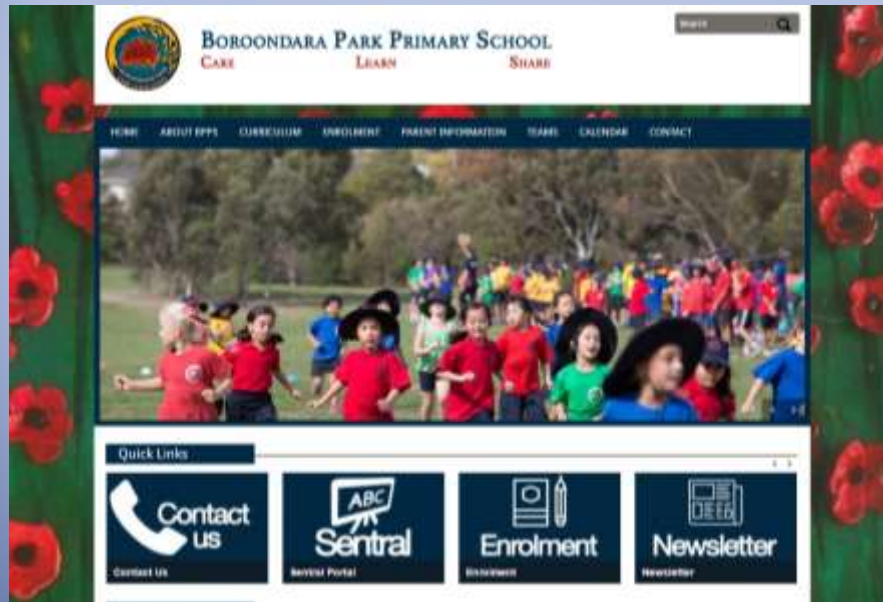 BOROONDARA PARK PRIMARY SCHOOL
CARE LEARN SHARE
Search
HOME ABOUT BPPS CURRICULUM ENROLMENT PARENT INFORMATION TEAMS CALENDAR CONTACT
Quick Links
Contact us
ABC
Sentral
Enrolment
Newsletter
Contact Us
Sentral Portal
Enrolment
Newsletter